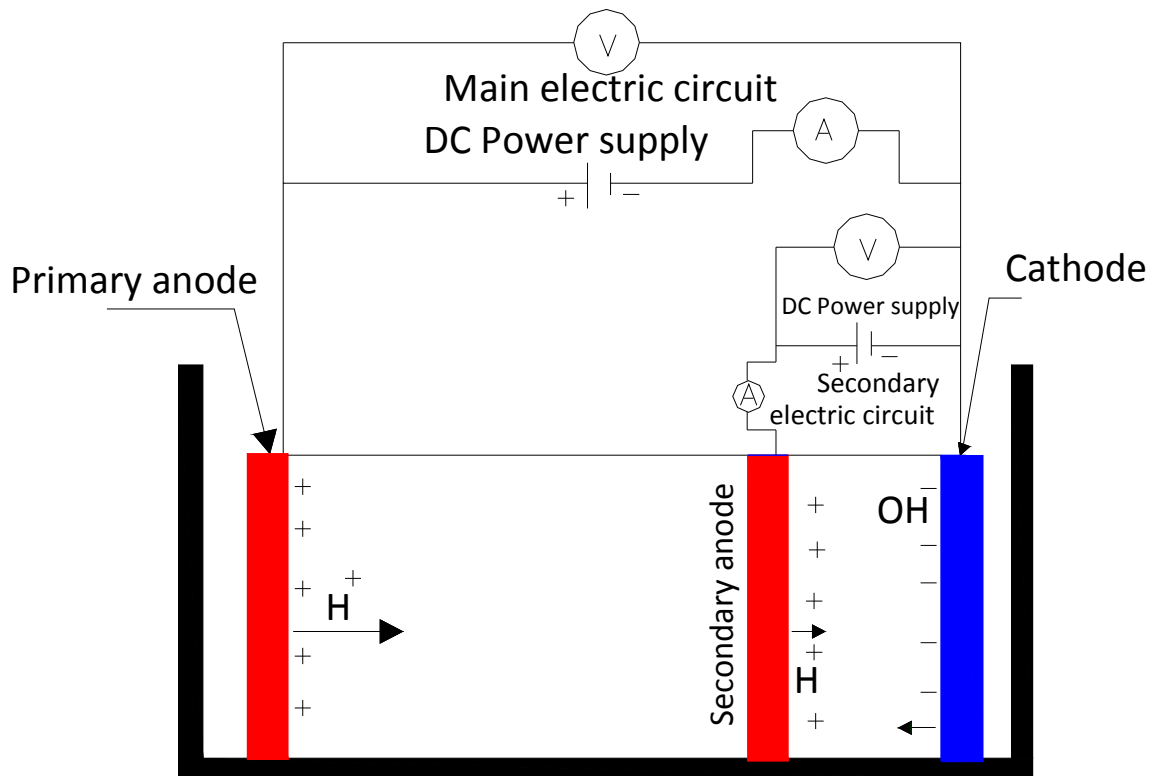 V
Main electric circuit
DC Power supply
A
+ −
V
Primary anode
Cathode
DC Power supply
+ −
A
Secondary
electric circuit
Secondary anode
+ + + + +
H+
+ + + + +
H
OH
− − − − − −